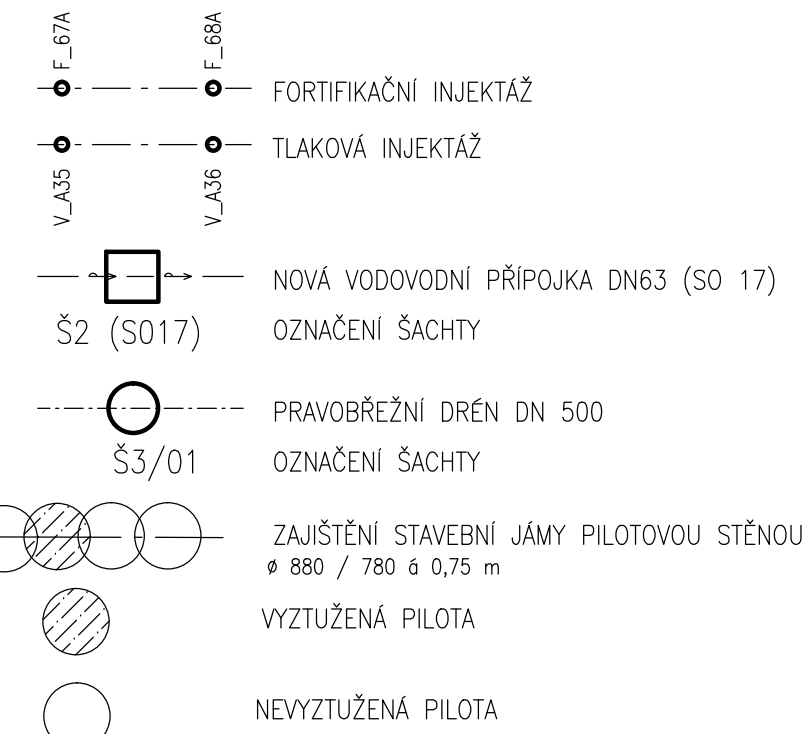 F_67A F_68A
FORTIFIKAČNÍ INJEKTÁŽ
TLAKOVÁ INJEKTÁŽ
V_A35 V_A36
NOVÁ VODOVODNÍ PŘÍPOJKA DN63 (SO 17)
Š2 (SO17) OZNAČENÍ ŠACHTY
PRAVOBŘEŽNÍ DRÉN DN 500
Š3/01 OZNAČENÍ ŠACHTY
ZAJIŠTĚNÍ STAVEBNÍ JÁMY PILOTOVOU STĚNOU
ø 880 / 780 á 0,75 m
VYZTUŽENÁ PILOTA
NEVYZTUŽENÁ PILOTA